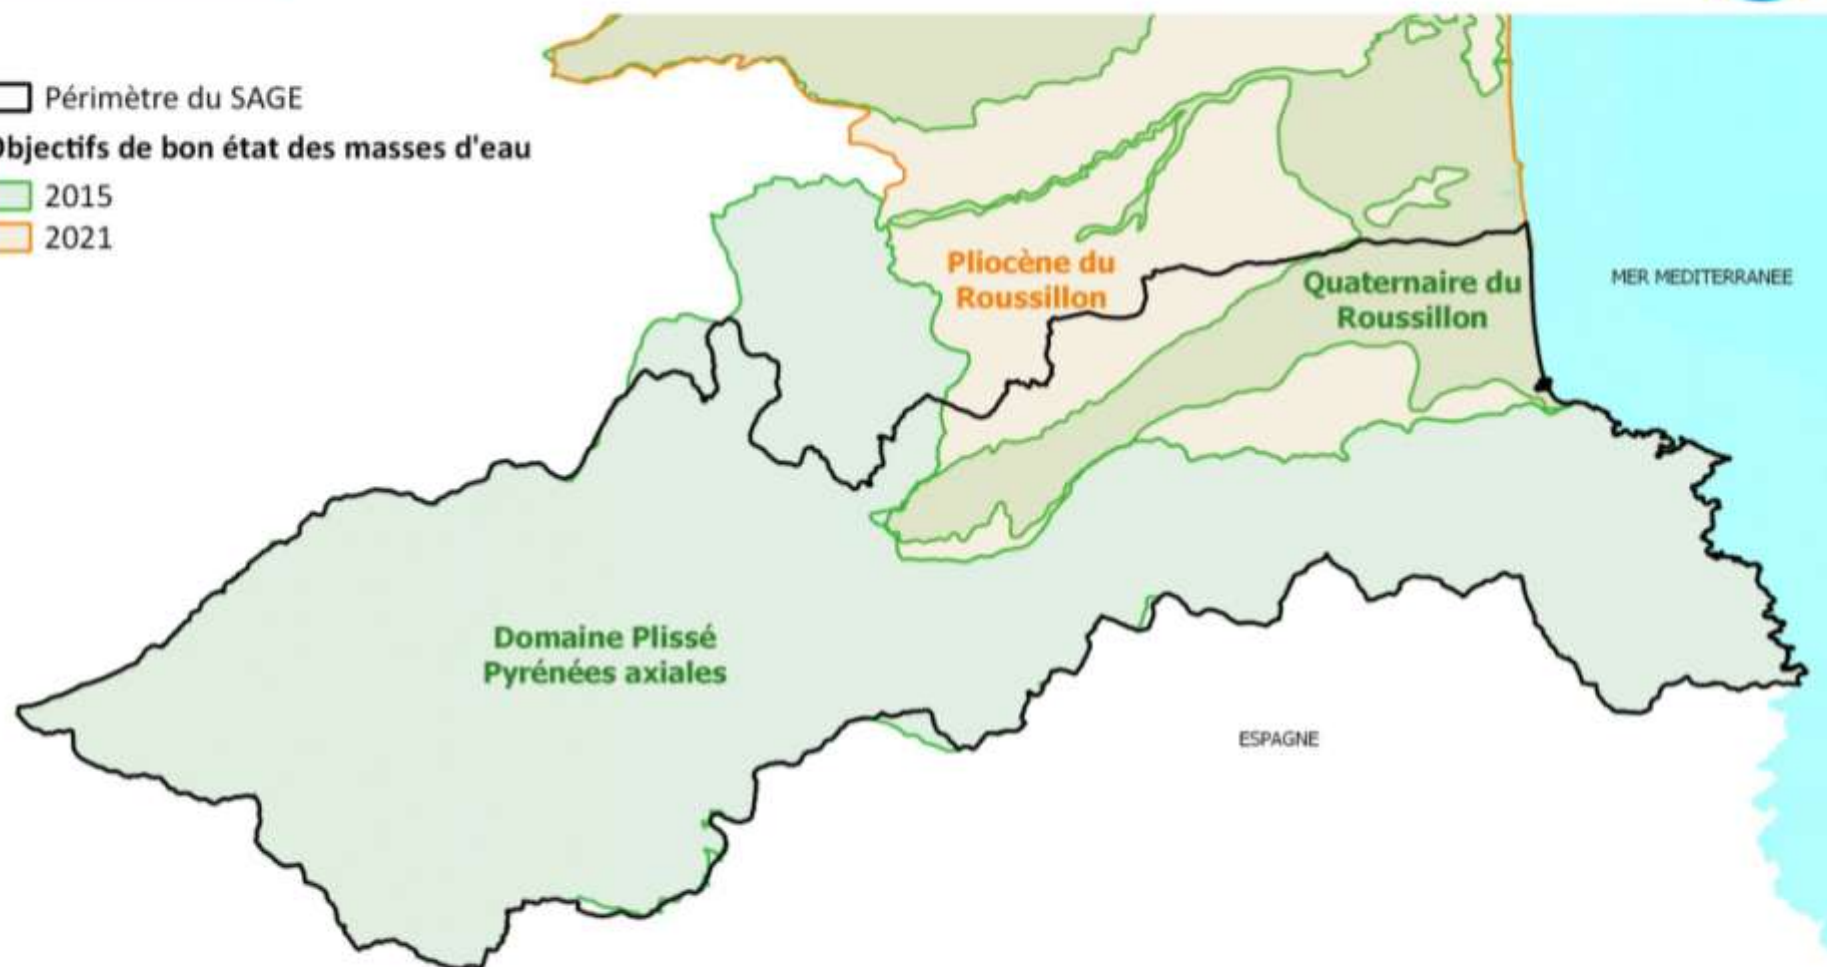 Périmètre du SAGE
Objectifs de bon état des masses d'eau
2015
2021
Pliocène du
Roussillon
Quaternaire du
Roussillon
MER MEDITERRANEE
Domaine Plissé
Pyrénées axiales
ESPAGNE